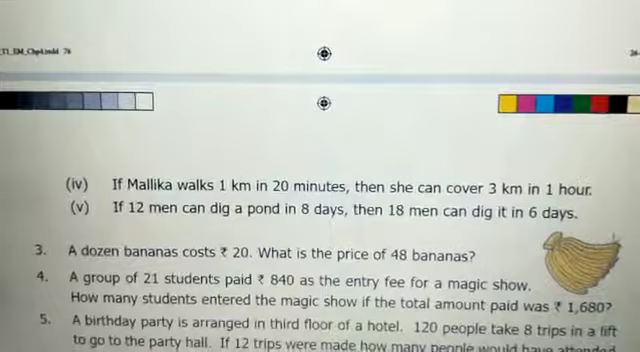 T1_EM_Chp4.indd 76
26-
(iv) If Mallika walks 1 km in 20 minutes, then she can cover 3 km in 1 hour.
(v) If 12 men can dig a pond in 8 days, then 18 men can dig it in 6 days.
3. A dozen bananas costs ₹ 20. What is the price of 48 bananas?
4. A group of 21 students paid ₹ 840 as the entry fee for a magic show.
How many students entered the magic show if the total amount paid was ₹ 1,680?
5. A birthday party is arranged in third floor of a hotel. 120 people take 8 trips in a lift
to go to the party hall. If 12 trips were made how many people would have attended